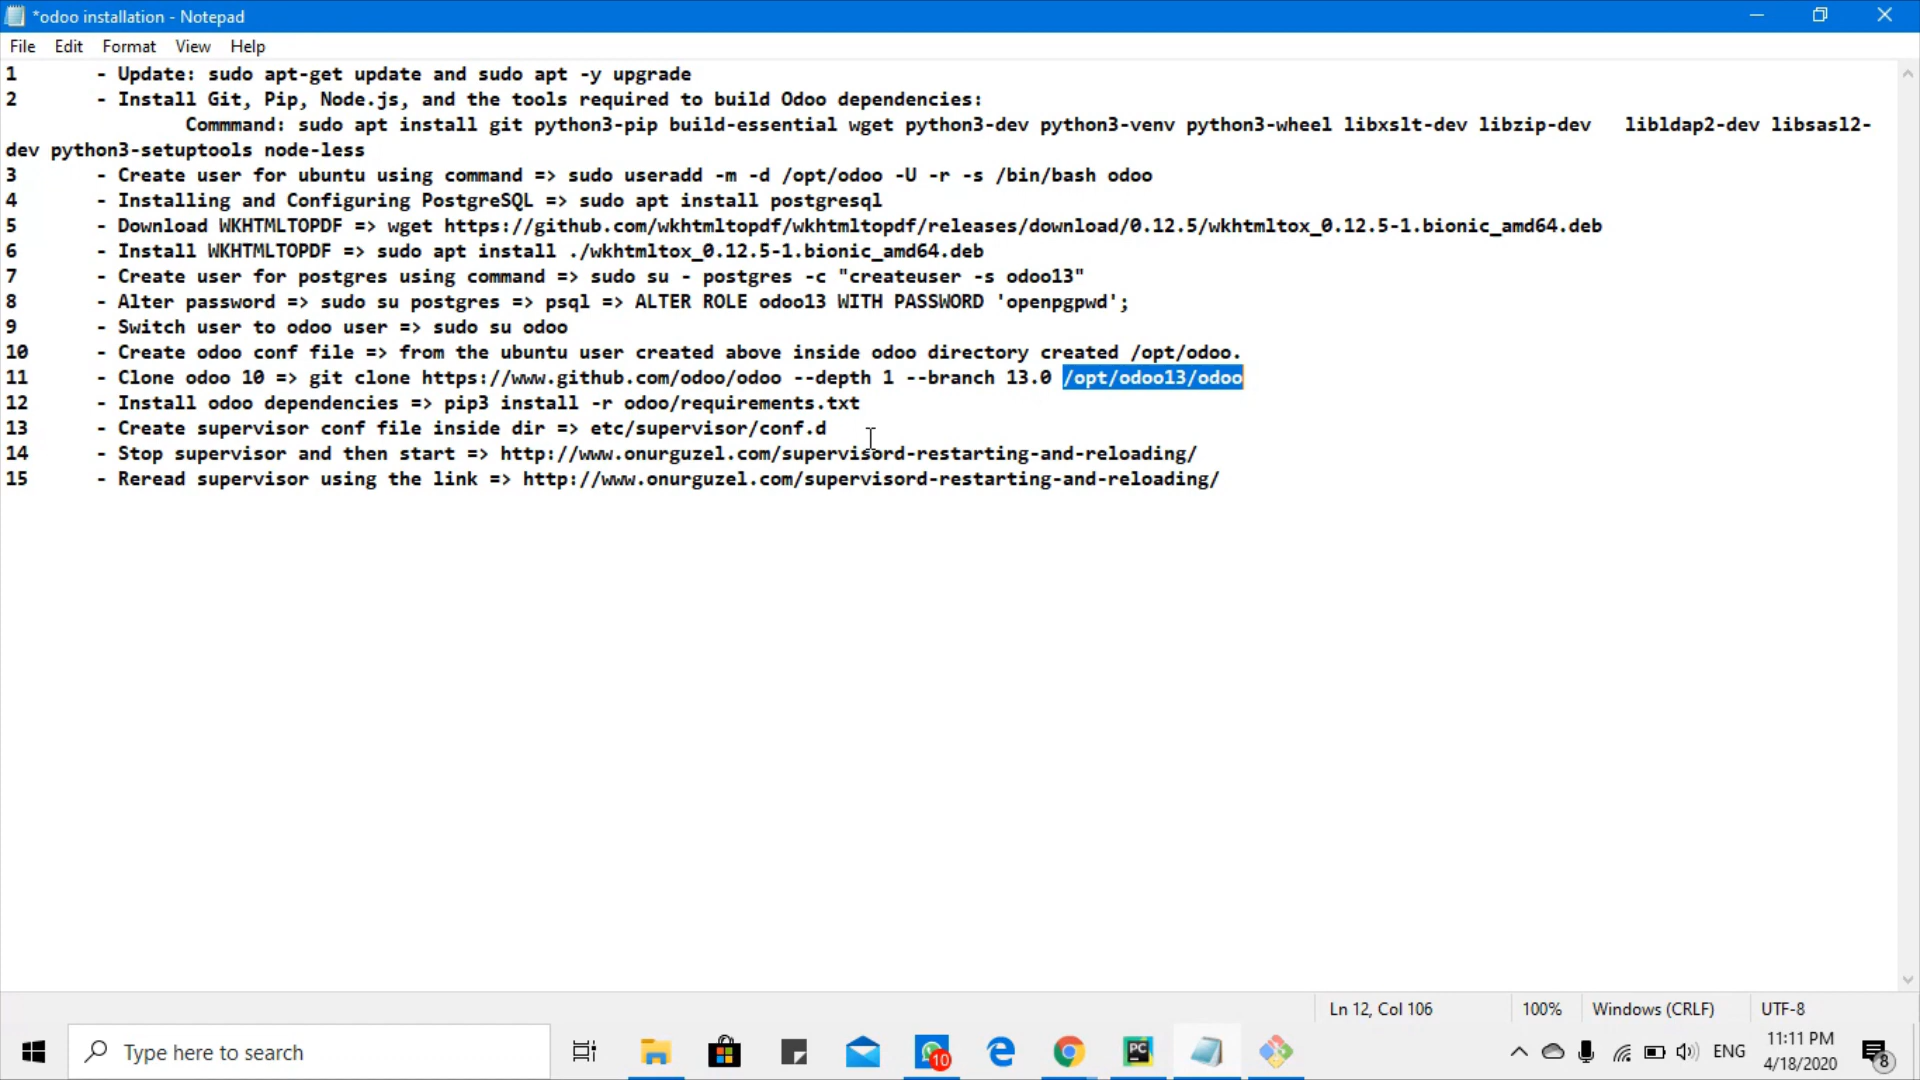 *odoo installation - Notepad
File Edit Format View Help
1 - Update: sudo apt-get update and sudo apt -y upgrade
2 - Install Git, Pip, Node.js, and the tools required to build Odoo dependencies:
Commmand: sudo apt install git python3-pip build-essential wget python3-dev python3-venv python3-wheel libxslt-dev libzip-dev libldap2-dev libsasl2-
dev python3-setuptools node-less
3 - Create user for ubuntu using command => sudo useradd -m -d /opt/odoo -U -r -s /bin/bash odoo
4 - Installing and Configuring PostgreSQL => sudo apt install postgresql
5 - Download WKHTMLTOPDF => wget https://github.com/wkhtmltopdf/wkhtmltopdf/releases/download/0.12.5/wkhtmltox_0.12.5-1.bionic_amd64.deb
6 - Install WKHTMLTOPDF => sudo apt install ./wkhtmltox_0.12.5-1.bionic_amd64.deb
7 - Create user for postgres using command => sudo su - postgres -c "createuser -s odoo13"
8 - Alter password => sudo su postgres => psql => ALTER ROLE odoo13 WITH PASSWORD 'openpgpwd';
9 - Switch user to odoo user => sudo su odoo
10 - Create odoo conf file => from the ubuntu user created above inside odoo directory created /opt/odoo.
11 - Clone odoo 10 => git clone https://www.github.com/odoo/odoo --depth 1 --branch 13.0 /opt/odoo13/odoo
12 - Install odoo dependencies => pip3 install -r odoo/requirements.txt
13 - Create supervisor conf file inside dir => etc/supervisor/conf.d
14 - Stop supervisor and then start => http://www.onurguzel.com/supervisord-restarting-and-reloading/
15 - Reread supervisor using the link => http://www.onurguzel.com/supervisord-restarting-and-reloading/
Ln 12, Col 106 100% Windows (CRLF) UTF-8
Type here to search 10 PC ENG 11:11 PM
4/18/2020 8